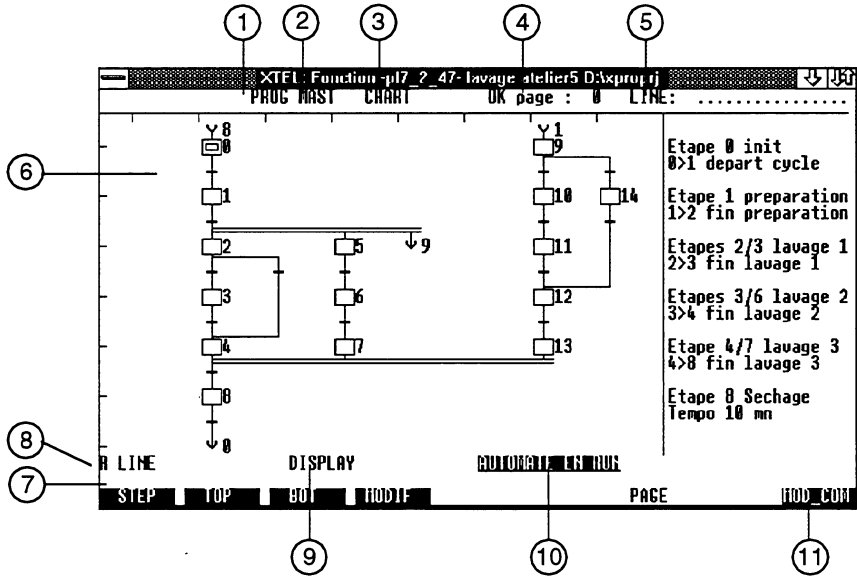 1 2 3 4 5
XTEL: Function -pl7_2_47- lavage atelier5 D:\xproprj
PROG MAST CHART OK page : 0 LINE: .................
8 1
0 9
1 10 14
2 5 9 11
3 6 12
4 7 13
8
0
Etape 0 init
0>1 depart cycle
Etape 1 preparation
1>2 fin preparation
Etapes 2/3 lavage 1
2>3 fin lavage 1
Etapes 3/6 lavage 2
3>4 fin lavage 2
Etape 4/7 lavage 3
4>8 fin lavage 3
Etape 8 Sechage
Tempo 10 mn
6
8
R LINE DISPLAY AUTOMATE EN RUN
7
STEP TOP BOT MODIF PAGE MOD_COM
9 10 11